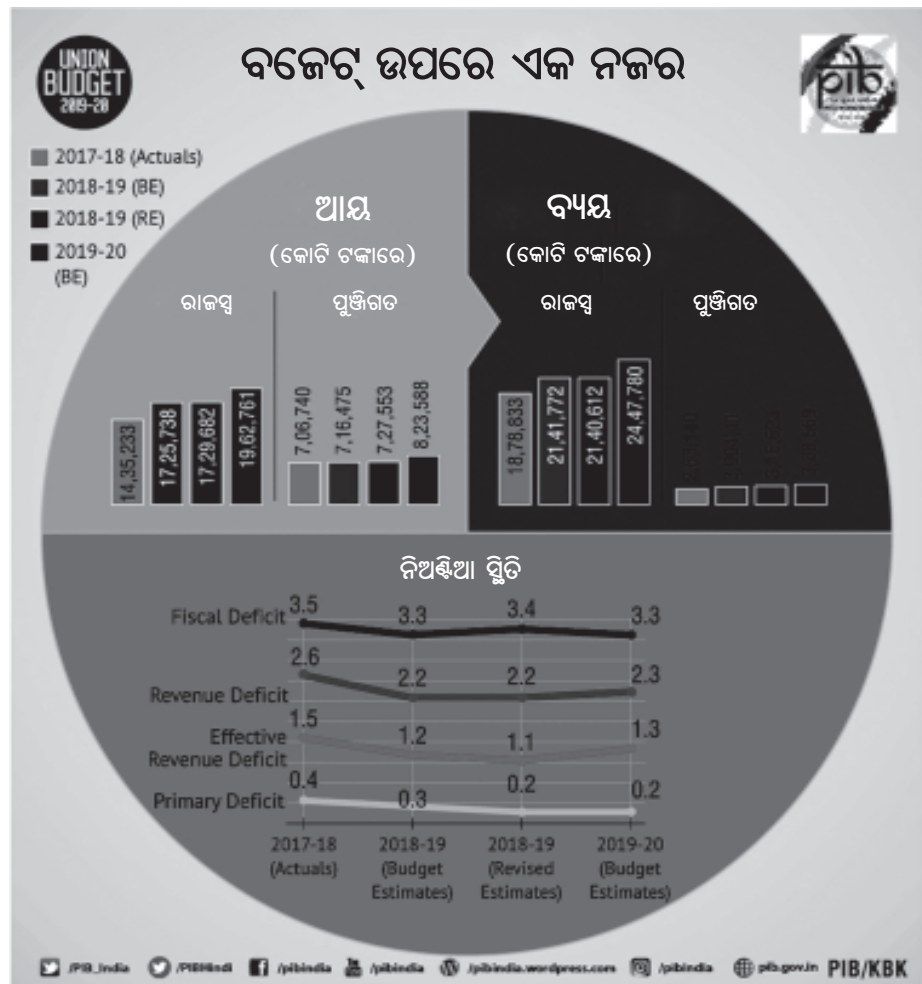 UNION
BUDGET
2019-20
ବଜେଟ୍ ଉପରେ ଏକ ନଜର
pib
2017-18 (Actuals)
2018-19 (BE)
2018-19 (RE)
2019-20
(BE)
ଆୟ
(କୋଟି ଟଙ୍କାରେ)
ରାଜସ୍ୱ
ପୁଞ୍ଜିଗତ
14,35,233
17,25,738
17,29,682
19,62,761
7,06,740
7,16,475
7,27,553
8,23,588
ବ୍ୟୟ
(କୋଟି ଟଙ୍କାରେ)
ରାଜସ୍ୱ
ପୁଞ୍ଜିଗତ
18,78,833
21,41,772
21,40,612
24,47,780
ନିଅଣ୍ଟିଆ ସ୍ଥିତି
Fiscal Deficit 3.5 3.3 3.4 3.3
Revenue Deficit 2.6 2.2 2.2 2.3
Effective
Revenue Deficit 1.5 1.2 1.1 1.3
Primary Deficit 0.4 0.3 0.2 0.2
2017-18 2018-19 2018-19 2019-20
(Actuals) (Budget (Revised (Budget
Estimates) Estimates) Estimates)
/PIB_India /PIBHindi /pibindia /pibindia /pibindia.wordpress.com /pibindia pib.gov.in PIB/KBK